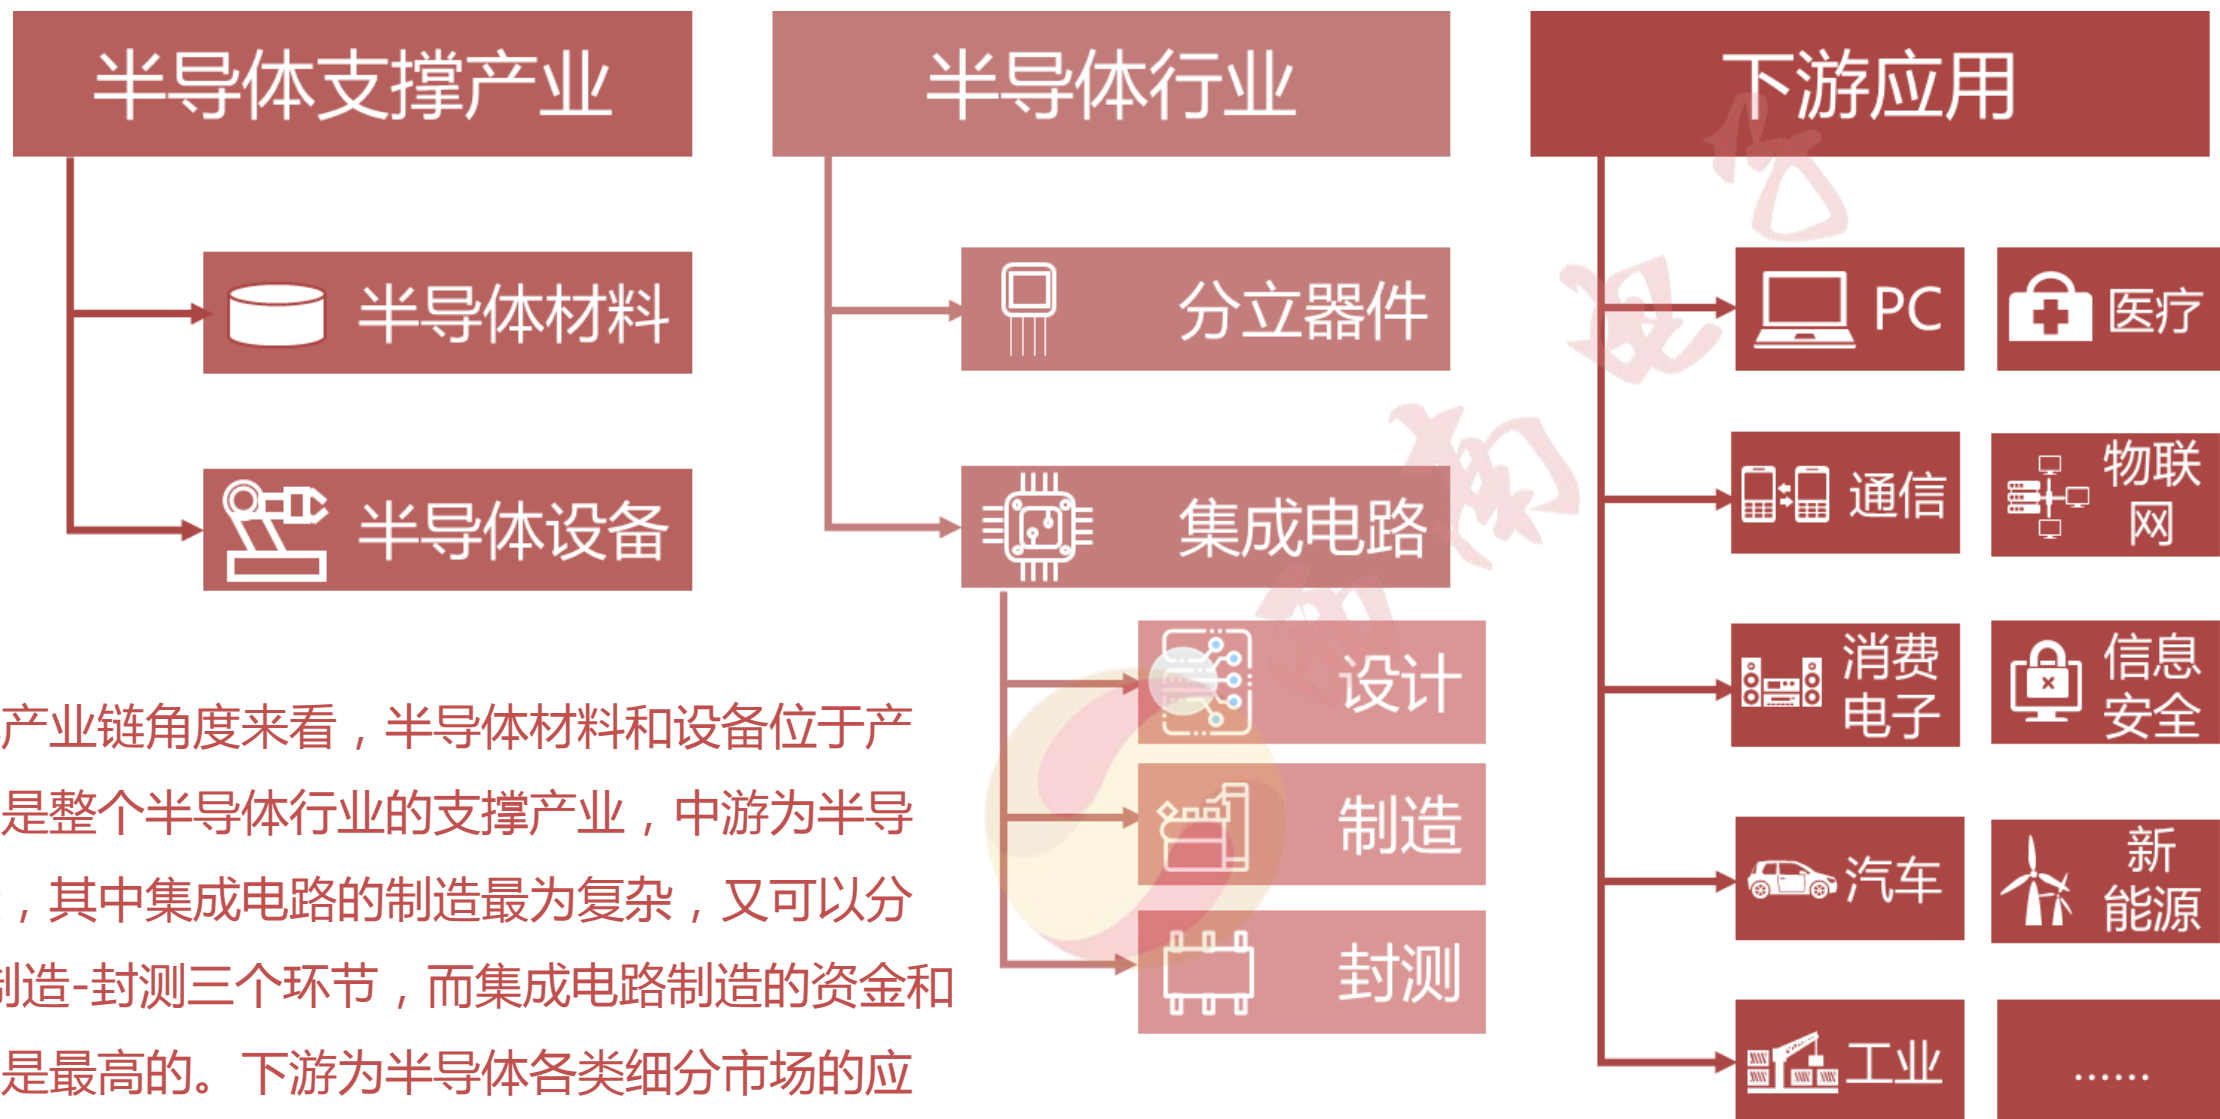 半导体支撑产业
半导体材料
半导体设备
半导体行业
分立器件
集成电路
设计
制造
封测
下游应用
PC
医疗
通信
物联
网
消费
电子
信息
安全
汽车
新
能源
工业
……
产业链角度来看，半导体材料和设备位于产
是整个半导体行业的支撑产业，中游为半导
，其中集成电路的制造最为复杂，又可以分
制造-封测三个环节，而集成电路制造的资金和
是最高的。下游为半导体各类细分市场的应